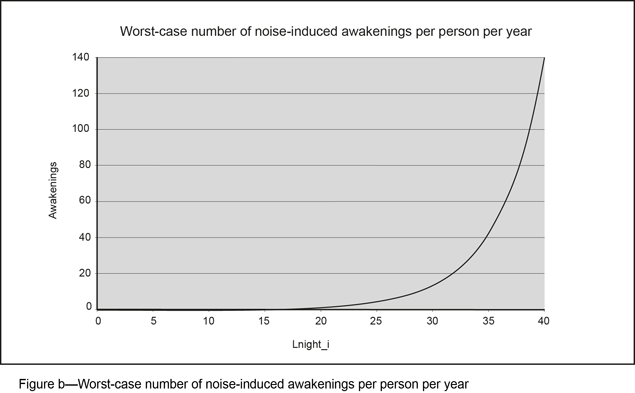 Worst-case number of noise-induced awakenings per person per year
140
120
100
80
60
40
20
0
Awakenings
0 5 10 15 20 25 30 35 40
Lnight_i
Figure b—Worst-case number of noise-induced awakenings per person per year